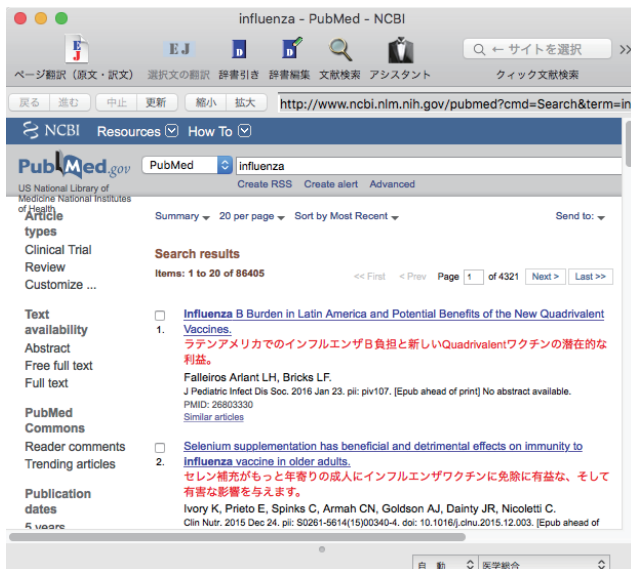 influenza - PubMed - NCBI
← サイトを選択
ページ翻訳（原文・訳文） 選択文の翻訳 辞書引き 辞書編集 文献検索 アシスタント クイック文献検索
戻る 進む 中止 更新 縮小 拡大 http://www.ncbi.nlm.nih.gov/pubmed?cmd=Search&term=in
NCBI Resources How To
PubMed.gov PubMed influenza
US National Library of
Medicine National Institutes
of Health
Create RSS Create alert Advanced
Article
types
Clinical Trial
Review
Customize ...
Text
availability
Abstract
Free full text
Full text
PubMed
Commons
Reader comments
Trending articles
Publication
dates
5 years
Summary 20 per page Sort by Most Recent Send to:
Search results
Items: 1 to 20 of 86405 << First < Prev Page 1 of 4321 Next > Last >>
1. Influenza B Burden in Latin America and Potential Benefits of the New Quadrivalent
Vaccines.
ラテンアメリカでのインフルエンザＢ負担と新しいQuadrivalentワクチンの潜在的な
利益。
Falleiros Arlant LH, Bricks LF.
J Pediatric Infect Dis Soc. 2016 Jan 23. pii: piv107. [Epub ahead of print] No abstract available.
PMID: 26803330
Similar articles
2. Selenium supplementation has beneficial and detrimental effects on immunity to
influenza vaccine in older adults.
セレン補充がもっと年寄りの成人にインフルエンザワクチンに免除に有益な、そして
有害な影響を与えます。
Ivory K, Prieto E, Spinks C, Armah CN, Goldson AJ, Dainty JR, Nicoletti C.
Clin Nutr. 2015 Dec 24. pii: S0261-5614(15)00340-4. doi: 10.1016/j.clnu.2015.12.003. [Epub ahead of
自 動 医学総合